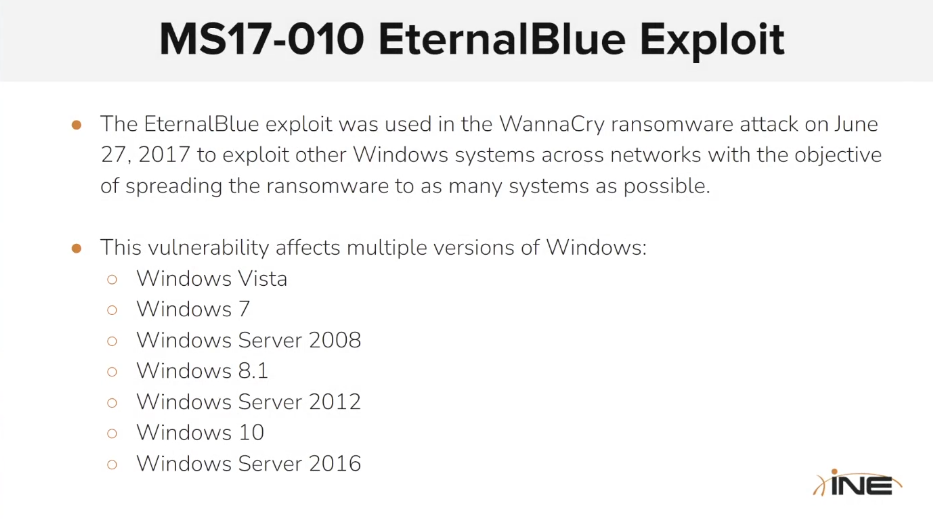 MS17-010 EternalBlue Exploit
● The EternalBlue exploit was used in the WannaCry ransomware attack on June
27, 2017 to exploit other Windows systems across networks with the objective
of spreading the ransomware to as many systems as possible.
● This vulnerability affects multiple versions of Windows:
○ Windows Vista
○ Windows 7
○ Windows Server 2008
○ Windows 8.1
○ Windows Server 2012
○ Windows 10
○ Windows Server 2016
iNE